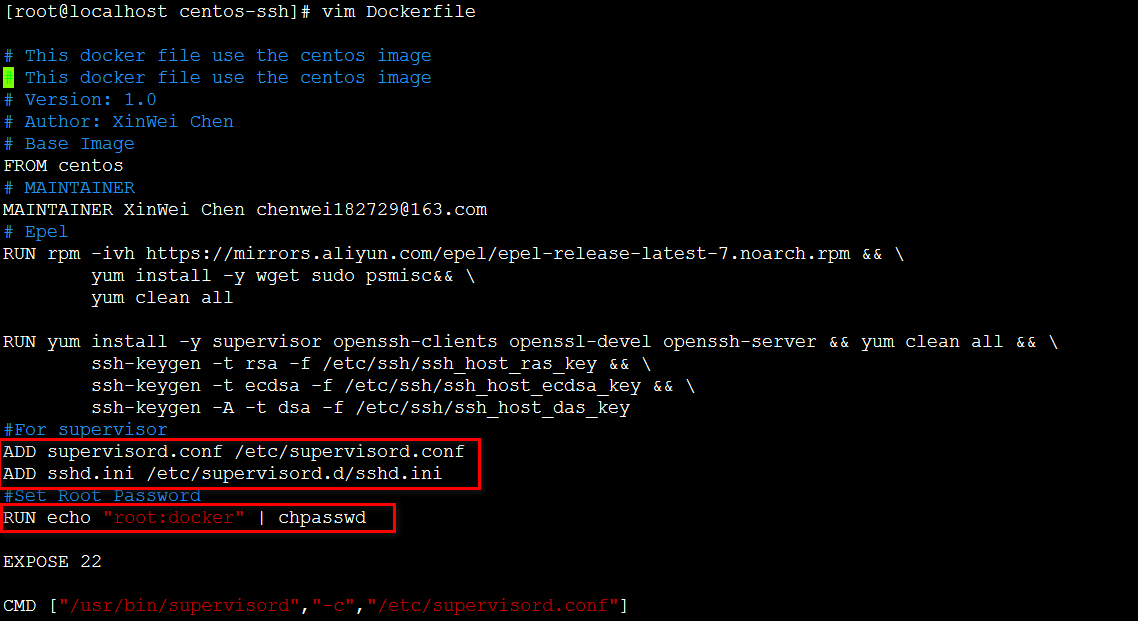 [root@localhost centos-ssh]# vim Dockerfile
# This docker file use the centos image
# This docker file use the centos image
# Version: 1.0
# Author: XinWei Chen
# Base Image
FROM centos
# MAINTAINER
MAINTAINER XinWei Chen chenwei182729@163.com
# Epel
RUN rpm -ivh https://mirrors.aliyun.com/epel/epel-release-latest-7.noarch.rpm && \
yum install -y wget sudo psmisc&& \
yum clean all
RUN yum install -y supervisor openssh-clients openssl-devel openssh-server && yum clean all && \
ssh-keygen -t rsa -f /etc/ssh/ssh_host_ras_key && \
ssh-keygen -t ecdsa -f /etc/ssh/ssh_host_ecdsa_key && \
ssh-keygen -A -t dsa -f /etc/ssh/ssh_host_das_key
#For supervisor
ADD supervisord.conf /etc/supervisord.conf
ADD sshd.ini /etc/supervisord.d/sshd.ini
#Set Root Password
RUN echo "root:docker" | chpasswd
EXPOSE 22
CMD ["/usr/bin/supervisord","-c","/etc/supervisord.conf"]